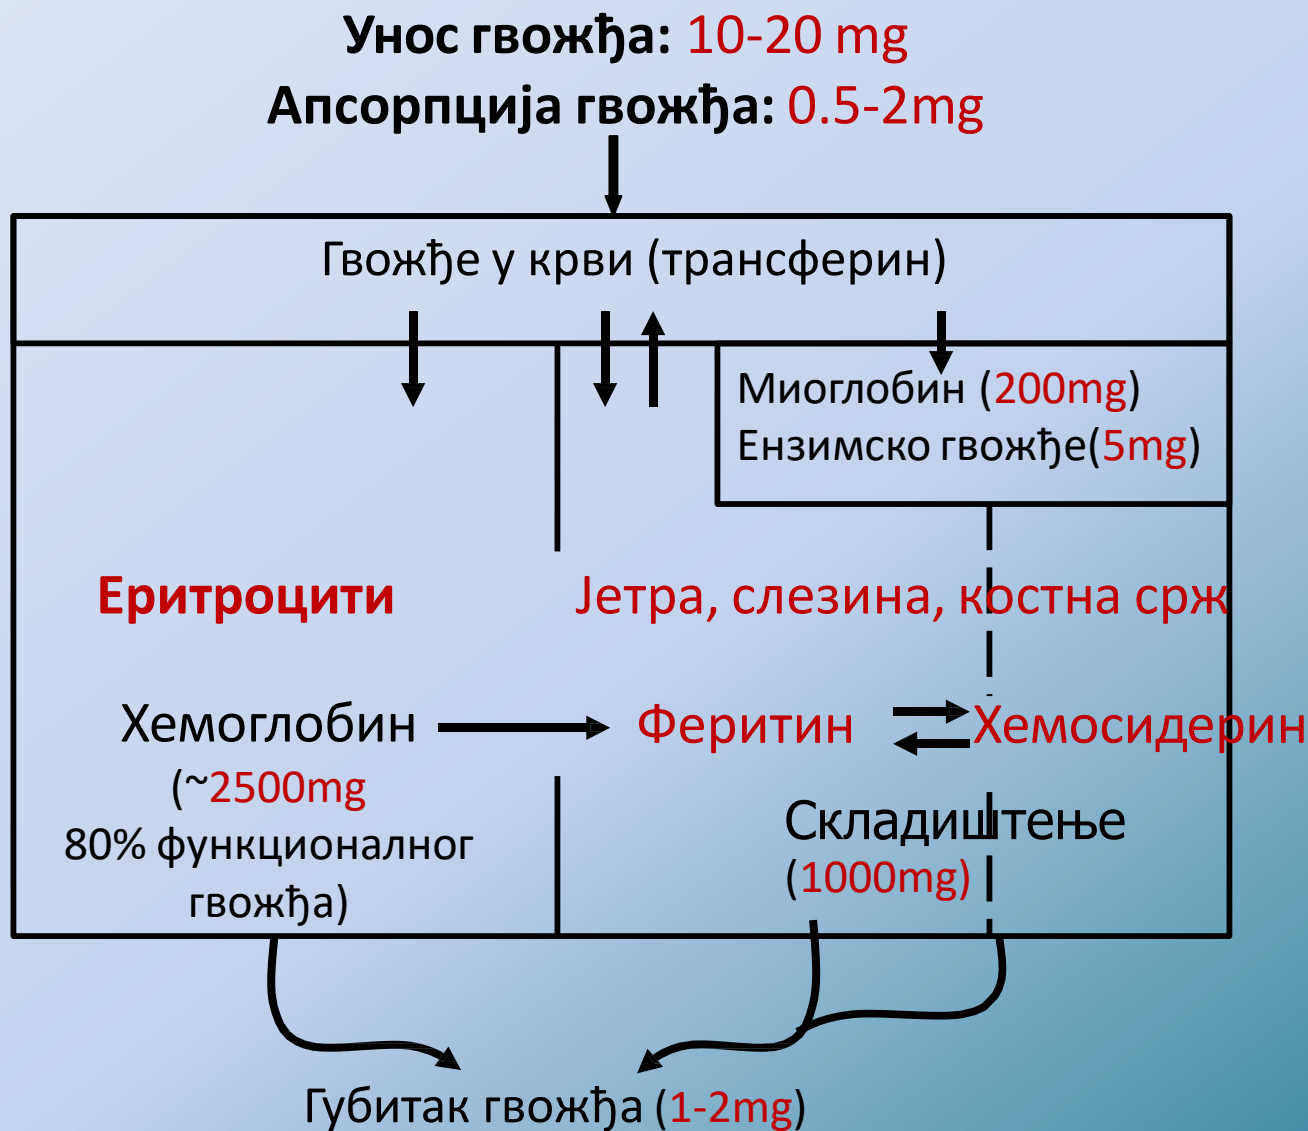 Унос гвожђа: 10-20 mg
Апсорпција гвожђа: 0.5-2mg
Гвожђе у крви (трансферин)
Миоглобин (200mg)
Ензимско гвожђе(5mg)
Еритроцити
Јетра, слезина, костна срж
Хемоглобин
(~2500mg
80% функционалног
гвожђа)
Феритин
Хемосидерин
Складиштење
(1000mg)
Губитак гвожђа (1-2mg)